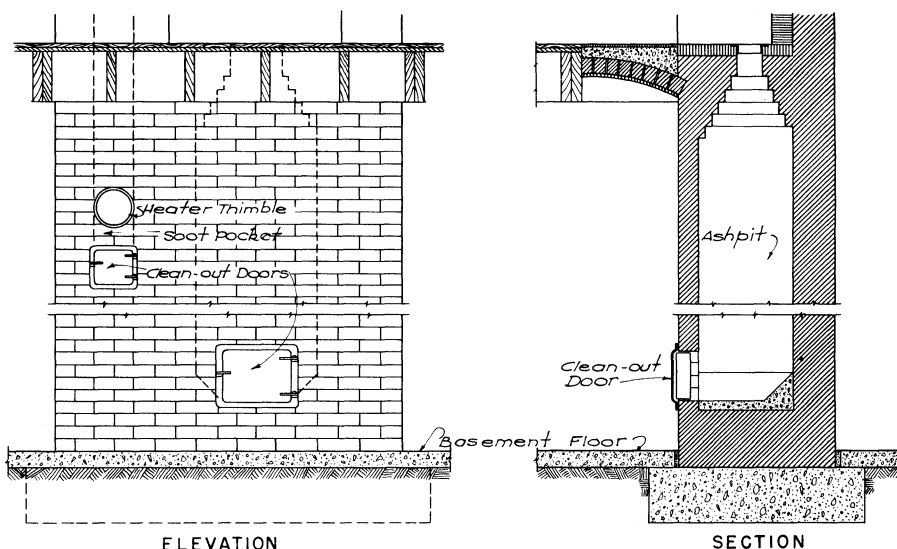 Heater Thimble
Soot Pocket
Clean-out Doors
Ashpit
Clean-out
Door
Basement Floor
ELEVATION
SECTION